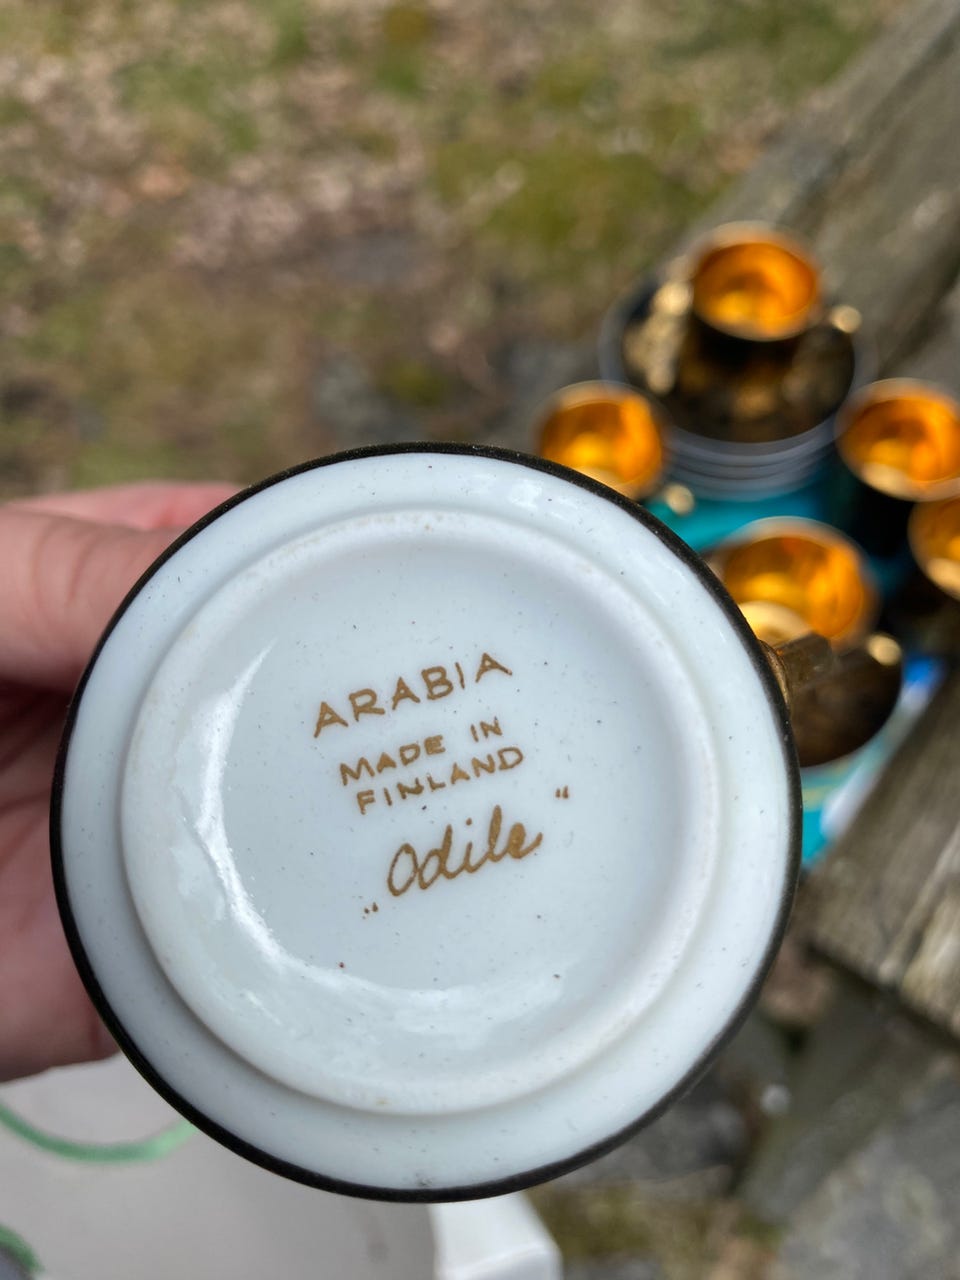 ARABIA
MADE IN
FINLAND
„Odile“